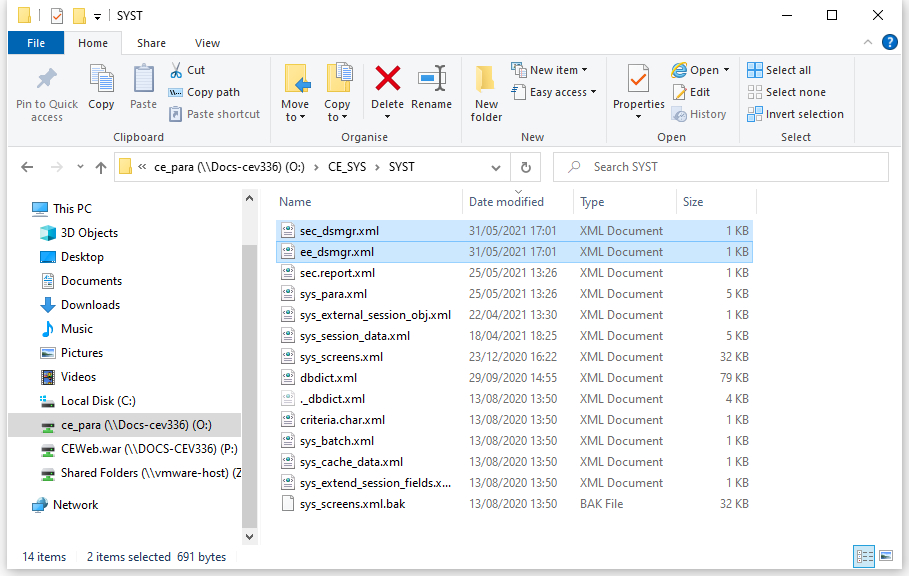 SYST
File Home Share View
Pin to Quick access
Copy
Paste
Cut
Copy path
Paste shortcut
Clipboard
Move to
Copy to
Delete
Rename
Organise
New folder
New item
Easy access
New
Properties
Open
Edit
History
Open
Select all
Select none
Invert selection
Select
« ce_para (\\Docs-cev336) (O:) › CE_SYS › SYST
Search SYST
This PC
3D Objects
Desktop
Documents
Downloads
Music
Pictures
Videos
Local Disk (C:)
ce_para (\\Docs-cev336) (O:)
CEWeb.war (\\DOCS-CEV336) (P:)
Shared Folders (\\vmware-host) (Z
Network
Name Date modified Type Size
sec_dsmgr.xml 31/05/2021 17:01 XML Document 1 KB
ee_dsmgr.xml 31/05/2021 17:01 XML Document 1 KB
sec.report.xml 25/05/2021 13:26 XML Document 1 KB
sys_para.xml 25/05/2021 13:26 XML Document 5 KB
sys_external_session_obj.xml 22/04/2021 13:30 XML Document 1 KB
sys_session_data.xml 18/04/2021 18:25 XML Document 5 KB
sys_screens.xml 23/12/2020 16:22 XML Document 32 KB
dbdict.xml 29/09/2020 14:55 XML Document 79 KB
._dbdict.xml 13/08/2020 13:50 XML Document 4 KB
criteria.char.xml 13/08/2020 13:50 XML Document 1 KB
sys_batch.xml 13/08/2020 13:50 XML Document 1 KB
sys_cache_data.xml 13/08/2020 13:50 XML Document 1 KB
sys_extend_session_fields.x... 13/08/2020 13:50 XML Document 1 KB
sys_screens.xml.bak 13/08/2020 13:50 BAK File 32 KB
14 items 2 items selected 691 bytes